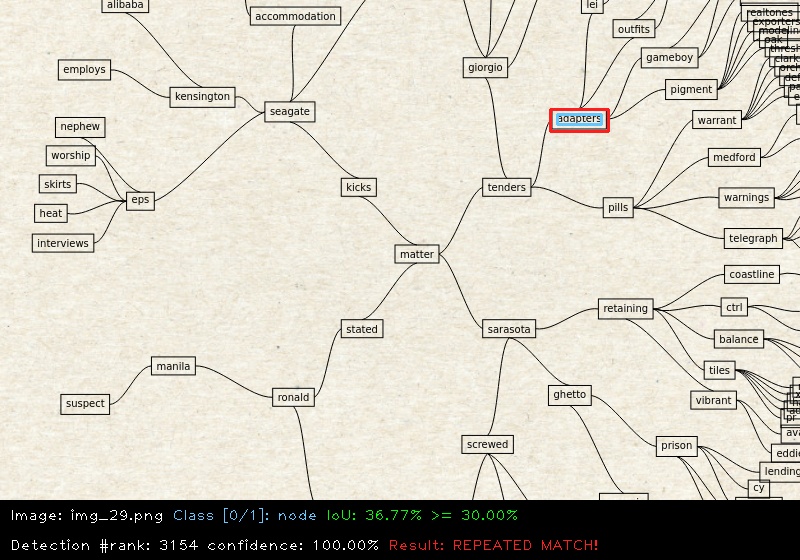 alibaba
accommodation
lei
realtones
exporters
outfits
employs
giorgio
gameboy
kensington
seagate
pigment
adapters
warrant
nephew
worship
medford
skirts
kicks
tenders
eps
warnings
heat
pills
interviews
telegraph
matter
coastline
stated
sarasota
retaining
ctrl
balance
manila
tiles
suspect
ronald
ghetto
vibrant
screwed
prison
eddie
lending
cy
Image: img_29.png Class [0/1]: node IoU: 36.77% >= 30.00%
Detection #rank: 3154 confidence: 100.00% Result: REPEATED MATCH!